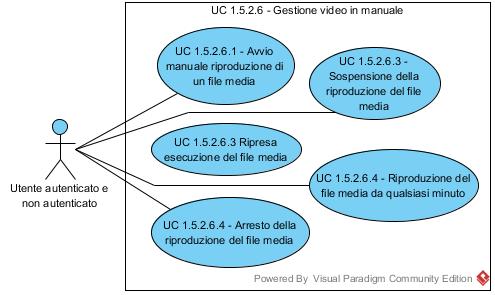 UC 1.5.2.6 - Gestione video in manuale
UC 1.5.2.6.1 - Avvio
manuale riproduzione di
un file media
UC 1.5.2.6.3 -
Sospensione della
riproduzione del file
media
UC 1.5.2.6.3 Ripresa
esecuzione del file media
UC 1.5.2.6.4 - Riproduzione del
file media da qualsiasi minuto
Utente autenticato e
non autenticato
UC 1.5.2.6.4 - Arresto della
riproduzione del file media
Powered By Visual Paradigm Community Edition